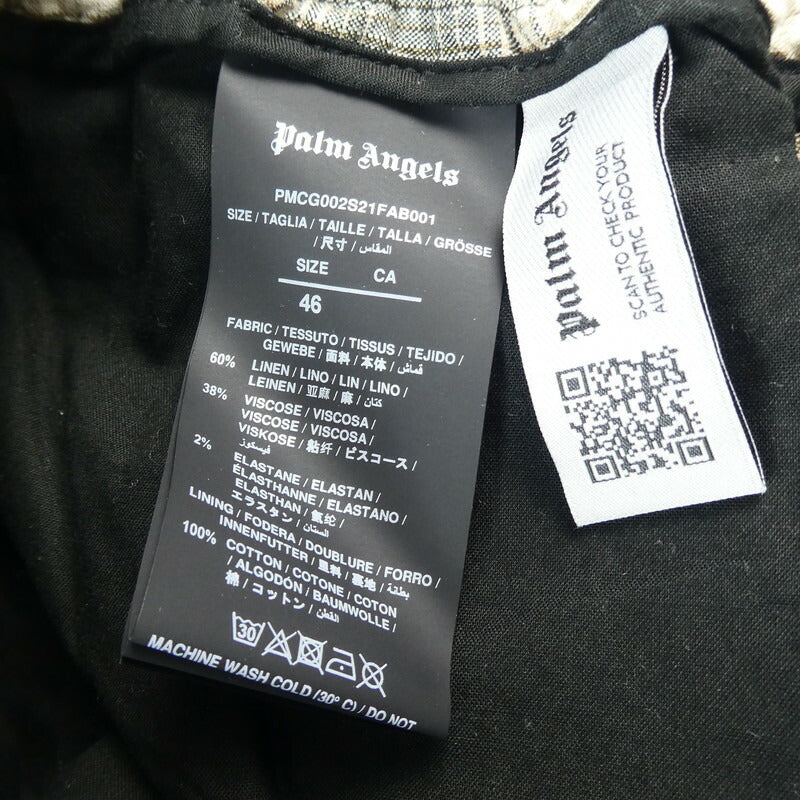 Palm Angels
PMCG002S21FAB001
SIZE / TAGLIA / TAILLE / TALLA / GRÖSSE
/ 尺寸 / المقاس
SIZE CA
46
FABRIC / TESSUTO / TISSUS / TEJIDO /
GEWEBE / 面料 / 本体 / قماش
60% LINEN / LINO / LIN / LINO /
LEINEN / 亚麻 / 麻 / كتان
38% VISCOSE / VISCOSA /
VISCOSE / VISCOSA /
VISKOSE / 粘纤 / ビスコース /
فيسكوز
2% ELASTANE / ELASTAN /
ÉLASTHANNE / ELASTANO /
ELASTHAN / 氨纶 /
エラスタン / الستان
LINING / FODERA / DOUBLURE / FORRO /
INNENFUTTER / 里料 / 裏地 / بطانة
100% COTTON / COTONE / COTON
/ ALGODÓN / BAUMWOLLE /
棉 / コットン / القطن
30
MACHINE WASH COLD (30° C) / DO NOT
Palm Angels
SCAN TO CHECK YOUR
AUTHENTIC PRODUCT